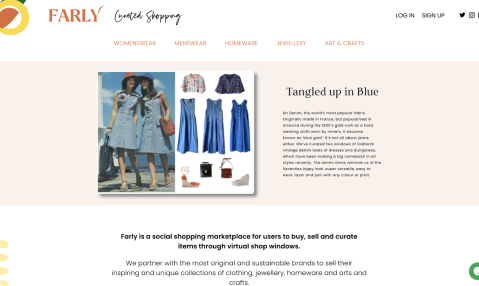 FARLY Curated Shopping
LOG IN SIGN UP
WOMENSWEAR MENSWEAR HOMEWARE JEWELLERY ART & CRAFTS
Tangled up in Blue
Ah Denim, the world's most popular fabric.
Originally made in France, but popularised in
America during the 1800's gold rush as a hard
wearing cloth worn by miners, it became
known as 'blue gold'. It's not all about jeans
either. We've curated two windows of laidback
vintage denim looks of dresses and dungarees,
which have been making a big comeback in all
styles recently. The denim dress reminds us of the
Seventies hippy look, super versatile, easy to
wear, layer and pair with any colour or print.
Farly is a social shopping marketplace for users to buy, sell and curate
items through virtual shop windows.
We partner with the most original and sustainable brands to sell their
inspiring and unique collections of clothing, jewellery, homeware and arts and
crafts.